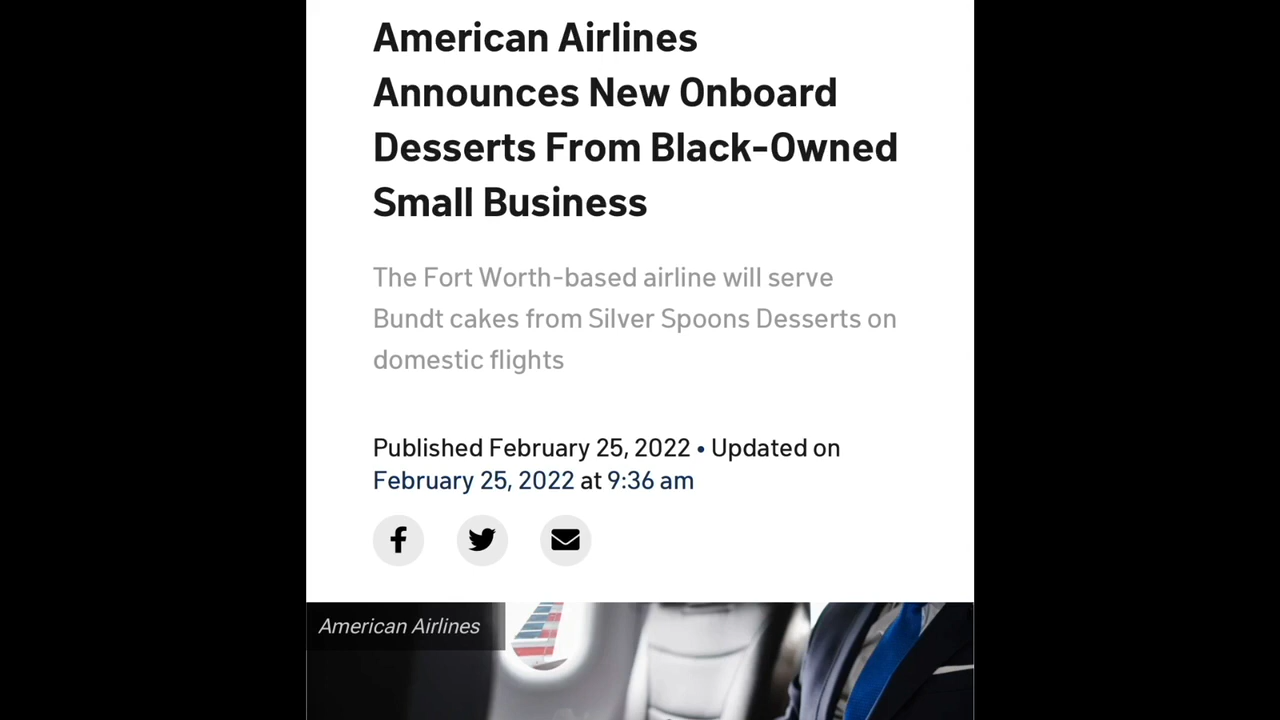 American Airlines
Announces New Onboard
Desserts From Black-Owned
Small Business
The Fort Worth-based airline will serve
Bundt cakes from Silver Spoons Desserts on
domestic flights
Published February 25, 2022 • Updated on
February 25, 2022 at 9:36 am
American Airlines